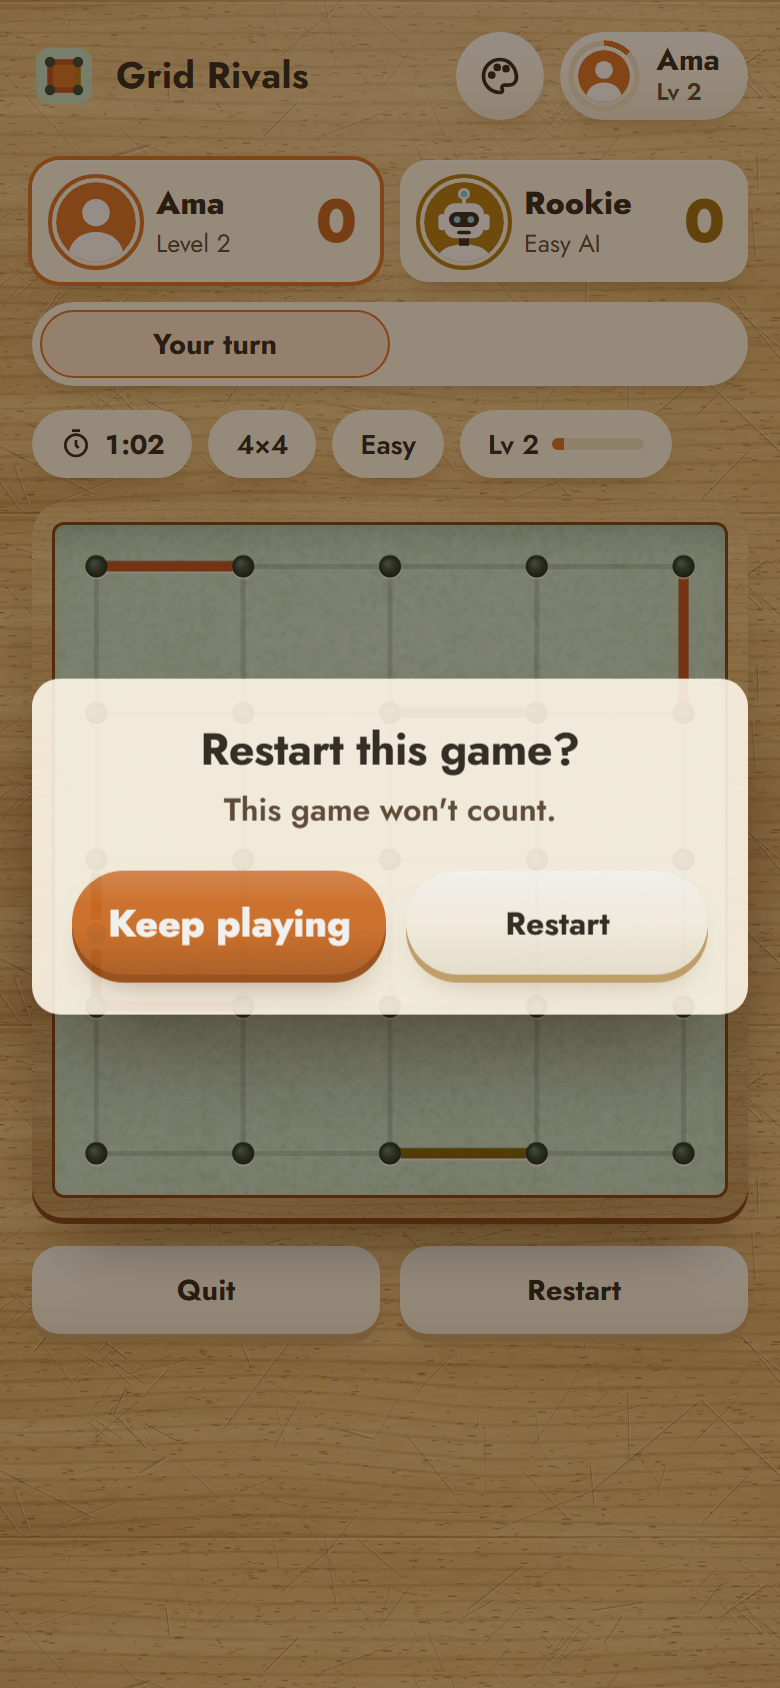 Grid Rivals
Ama
Lv 2
Ama
Level 2
0
Rookie
Easy AI
0
Your turn
1:02
4×4
Easy
Lv 2
Restart this game?
This game won't count.
Keep playing
Restart
Quit
Restart